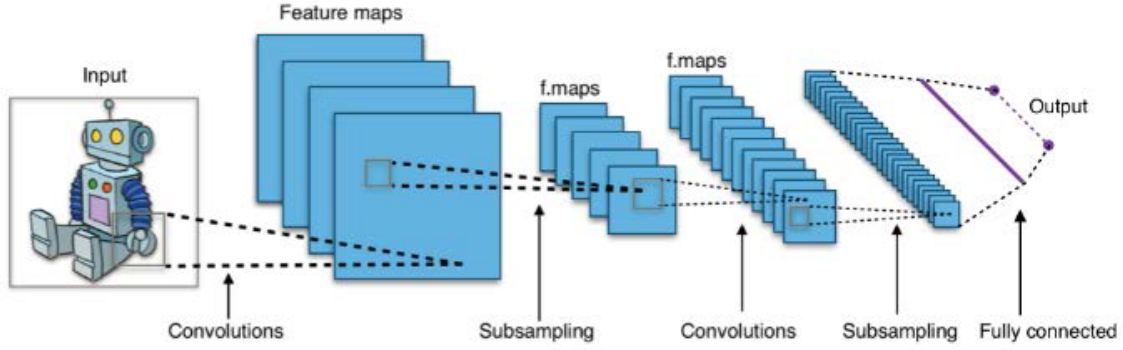 Feature maps
f.maps
Input
f.maps
Output
Convolutions
Subsampling
Convolutions
Subsampling
Fully connected